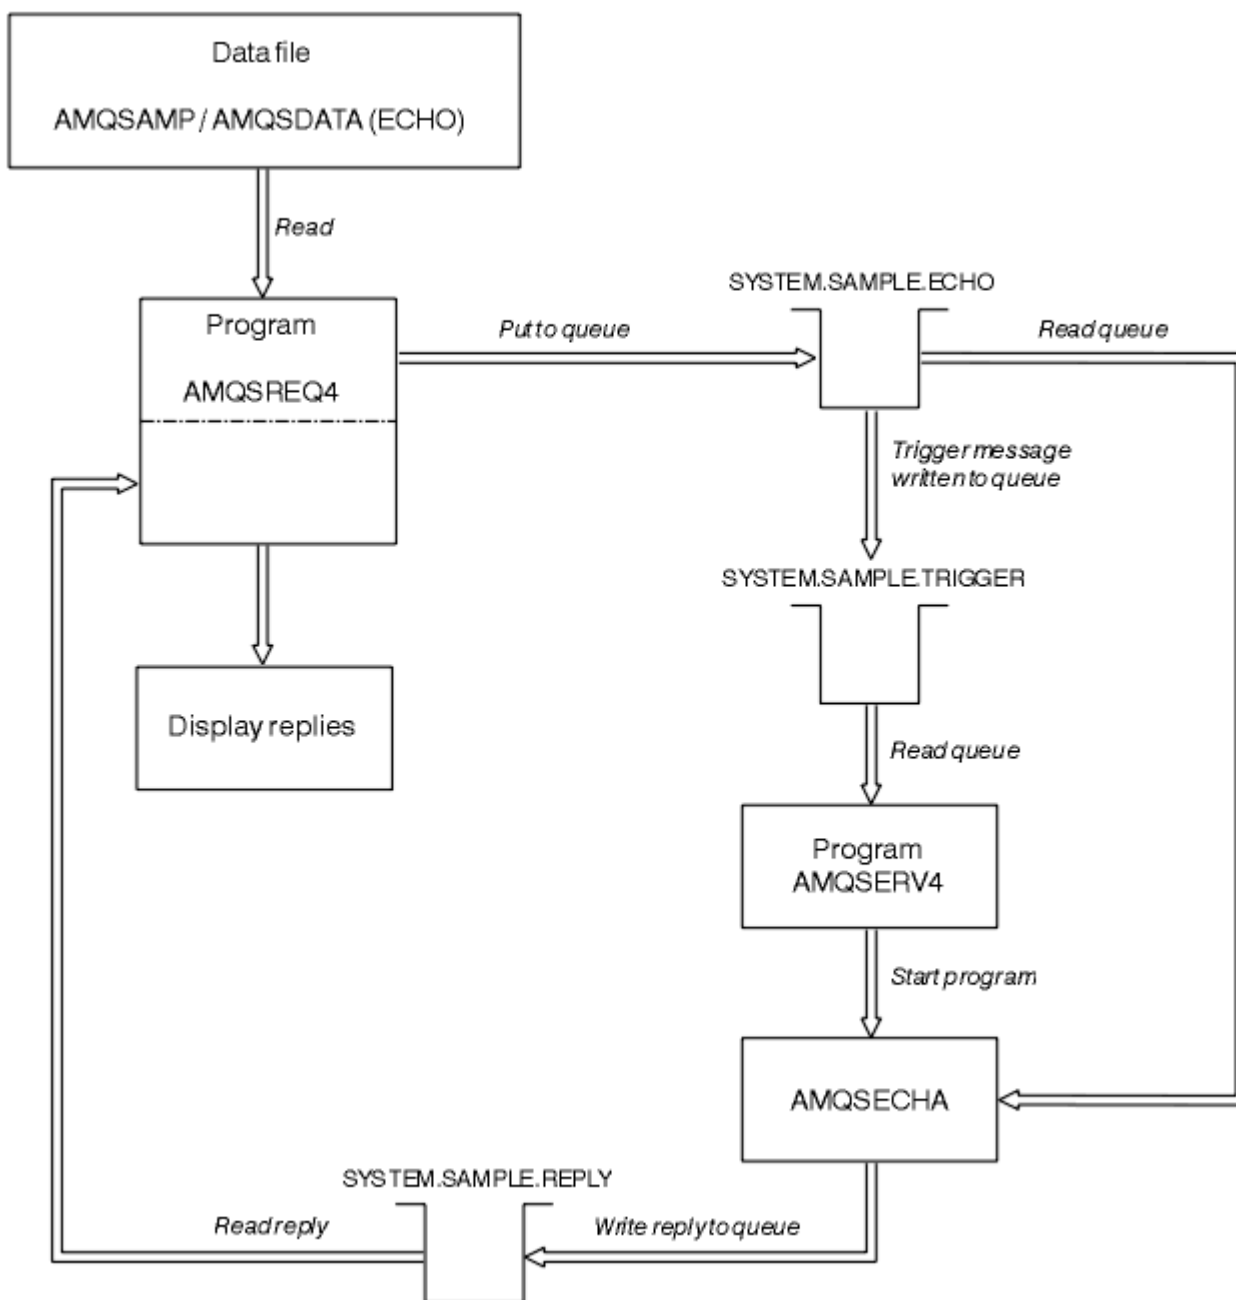 Data file
AMQSAMP / AMQSDATA (ECHO)
Read
SYSTEM.SAMPLE.ECHO
Program
AMQSREQ4
Put to queue
Read queue
Trigger message
written to queue
SYSTEM.SAMPLE.TRIGGER
Display replies
Read queue
Program
AMQSERV4
Start program
AMQSECHA
SYSTEM.SAMPLE.REPLY
Read reply
Write reply to queue